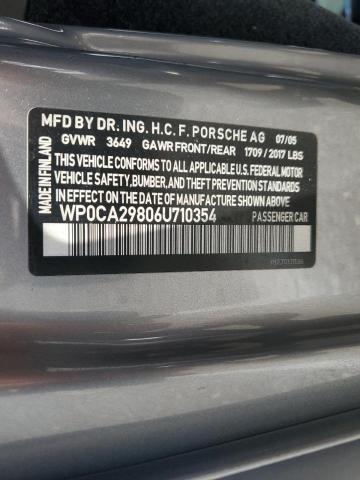 MFD BY DR. ING. H.C. F. PORSCHE AG 07/05
GVWR 3649 GAWR FRONT/REAR 1709/2017 LBS
THIS VEHICLE CONFORMS TO ALL APPLICABLE U.S. FEDERAL MOTOR
VEHICLE SAFETY, BUMPER, AND THEFT PREVENTION STANDARDS
IN EFFECT ON THE DATE OF MANUFACTURE SHOWN ABOVE.
WP0CA29806U710354 PASSENGER CAR
MADE IN FINLAND